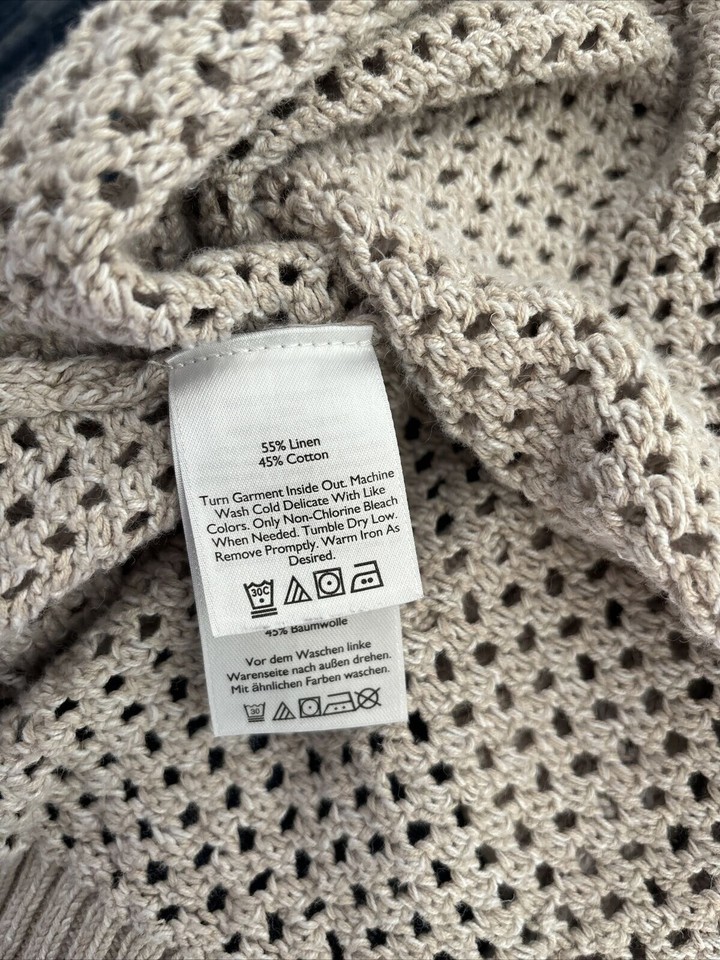 55% Linen
45% Cotton
Turn Garment Inside Out. Machine
Wash Cold Delicate With Like
Colors. Only Non-Chlorine Bleach
When Needed. Tumble Dry Low.
Remove Promptly. Warm Iron As
Desired.
30C
45% Baumwolle
Vor dem Waschen linke
Warenseite nach außen drehen.
Mit ähnlichen Farben waschen.
30